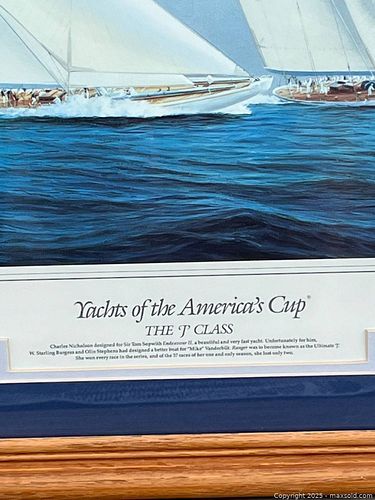 Yachts of the America's Cup®
THE 'J' CLASS
Charles Nicholson designed for Sir Tom Sopwith Endeavour II, a beautiful and very fast yacht. Unfortunately for him,
W. Starling Burgess and Olin Stephens had designed a better boat for "Mike" Vanderbilt. Ranger was to become known as the Ultimate 'J'.
She won every race in the series, and of the 37 races of her one and only season, she lost only two.
Copyright 2025 - maxsold.com